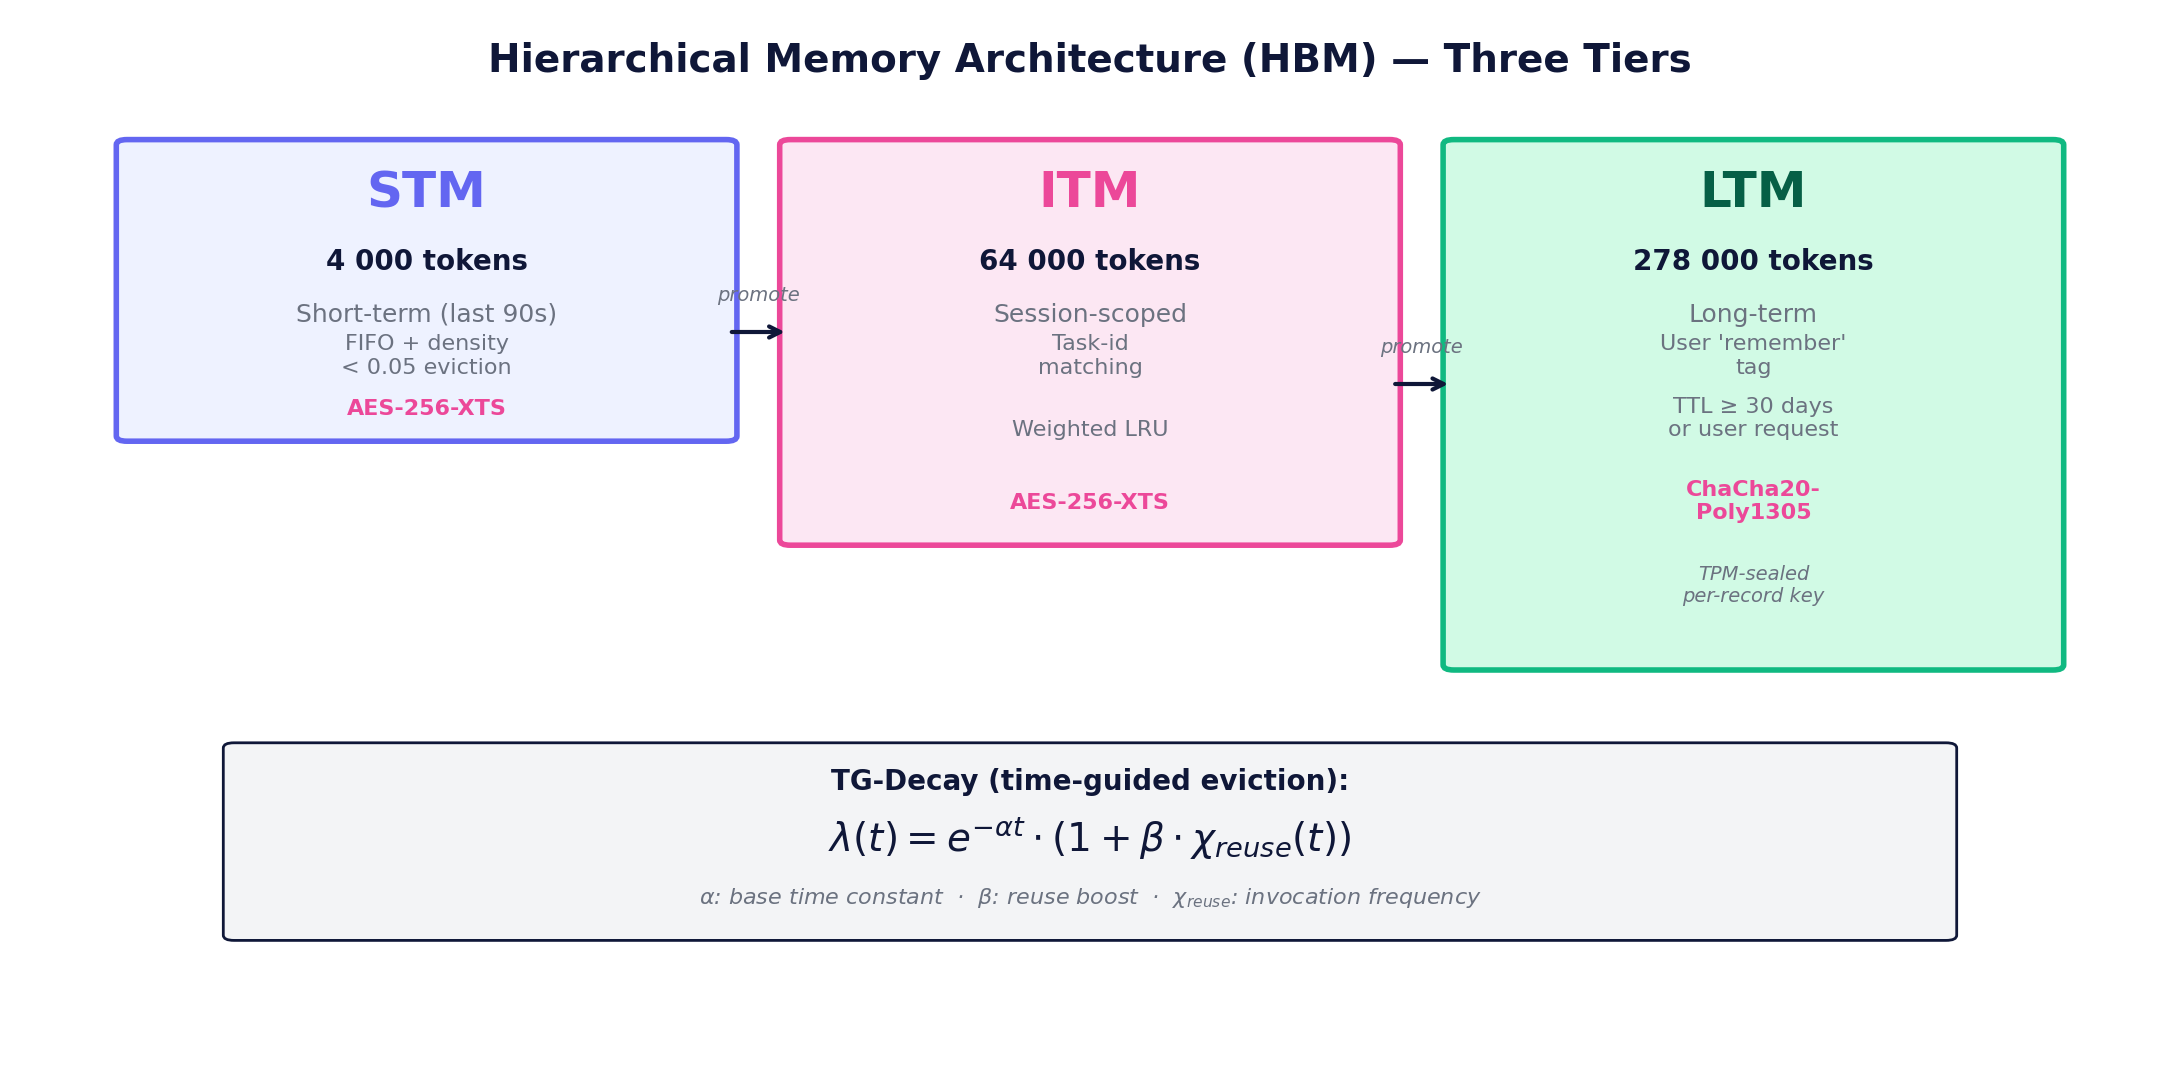 Hierarchical Memory Architecture (HBM) — Three Tiers
STM
4 000 tokens
Short-term (last 90s)
FIFO + density
< 0.05 eviction
AES-256-XTS
promote
ITM
64 000 tokens
Session-scoped
Task-id
matching
Weighted LRU
AES-256-XTS
promote
LTM
278 000 tokens
Long-term
User 'remember'
tag
TTL ≥ 30 days
or user request
ChaCha20-
Poly1305
TPM-sealed
per-record key
TG-Decay (time-guided eviction):
λ(t) = e^{−αt} · (1 + β · χ_{reuse}(t))
α: base time constant · β: reuse boost · χ_{reuse}: invocation frequency